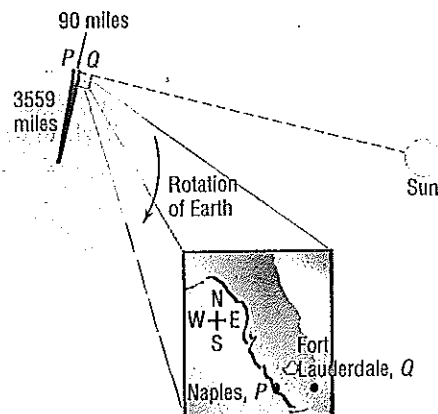 90 miles
P Q
3559
miles
Sun
Rotation
of Earth
N
W E
S
Fort
Lauderdale, Q
Naples, P